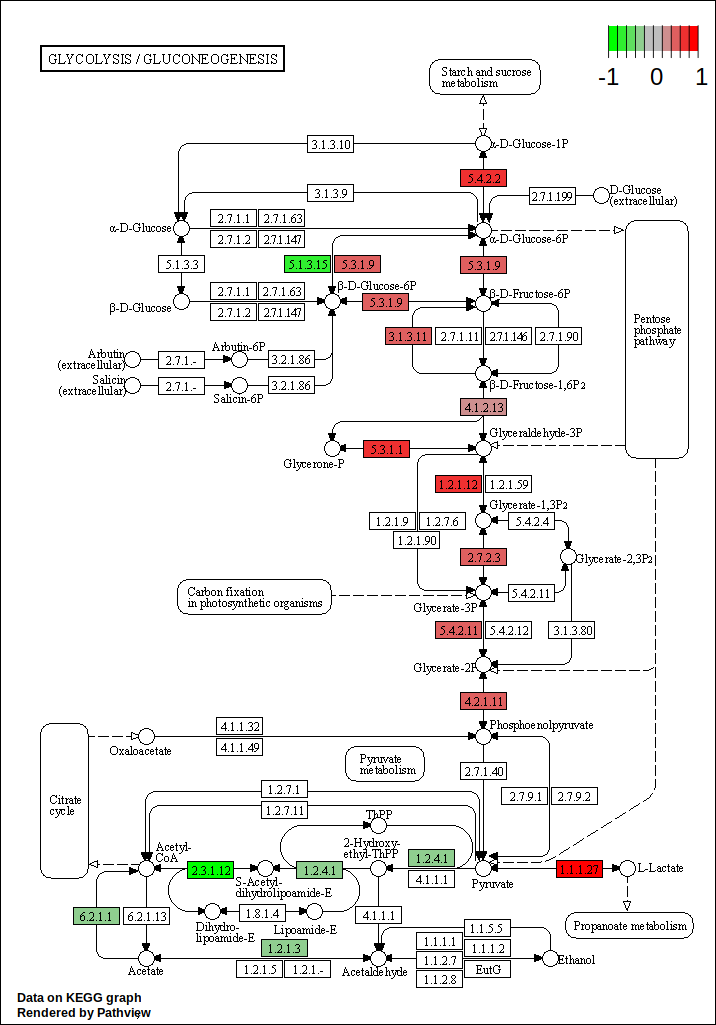 GLYCOLYSIS / GLUCONEOGENESIS
-1 0 1
Starch and sucrose
metabolism
3.1.3.10
α-D-Glucose-1P
5.4.2.2
3.1.3.9
2.7.1.199
D-Glucose
(extracellular)
α-D-Glucose
2.7.1.1 2.7.1.63
2.7.1.2 2.7.1.147
α-D-Glucose-6P
5.1.3.3
5.1.3.15 5.3.1.9
5.3.1.9
β-D-Glucose
2.7.1.1 2.7.1.63
2.7.1.2 2.7.1.147
β-D-Glucose-6P
5.3.1.9
β-D-Fructose-6P
Pentose
phosphate
pathway
3.1.3.11 2.7.1.11 2.7.1.146 2.7.1.90
Arbutin
(extracellular)
2.7.1.-
Arbutin-6P
3.2.1.86
Salicin
(extracellular)
2.7.1.-
Salicin-6P
3.2.1.86
β-D-Fructose-1,6P2
4.1.2.13
Glyceraldehyde-3P
Glycerone-P
5.3.1.1
1.2.1.12 1.2.1.59
Glycerate-1,3P2
1.2.1.9 1.2.7.6
1.2.1.90
5.4.2.4
2.7.2.3
Glycerate-2,3P2
Carbon fixation
in photosynthetic organisms
Glycerate-3P
5.4.2.11
5.4.2.11 5.4.2.12
3.1.3.80
Glycerate-2P
4.2.1.11
Phosphoenolpyruvate
Oxaloacetate
4.1.1.32
4.1.1.49
Pyruvate
metabolism
2.7.1.40
2.7.9.1 2.7.9.2
Citrate
cycle
1.2.7.1
1.2.7.11
ThPP
2-Hydroxy-
ethyl-ThPP
Acetyl-
CoA
2.3.1.12
S-Acetyl-
dihydrolipoamide-E
1.2.4.1
1.2.4.1
4.1.1.1
Pyruvate
1.1.1.27
L-Lactate
6.2.1.1 6.2.1.13
Dihydro-
lipoamide-E
1.8.1.4
Lipoamide-E
4.1.1.1
Propanoate metabolism
1.2.1.3
1.2.1.5 1.2.1.-
Acetate
Acetaldehyde
1.1.5.5
1.1.1.1 1.1.1.2
1.1.2.7 EutG
1.1.2.8
Ethanol
Data on KEGG graph
Rendered by Pathview